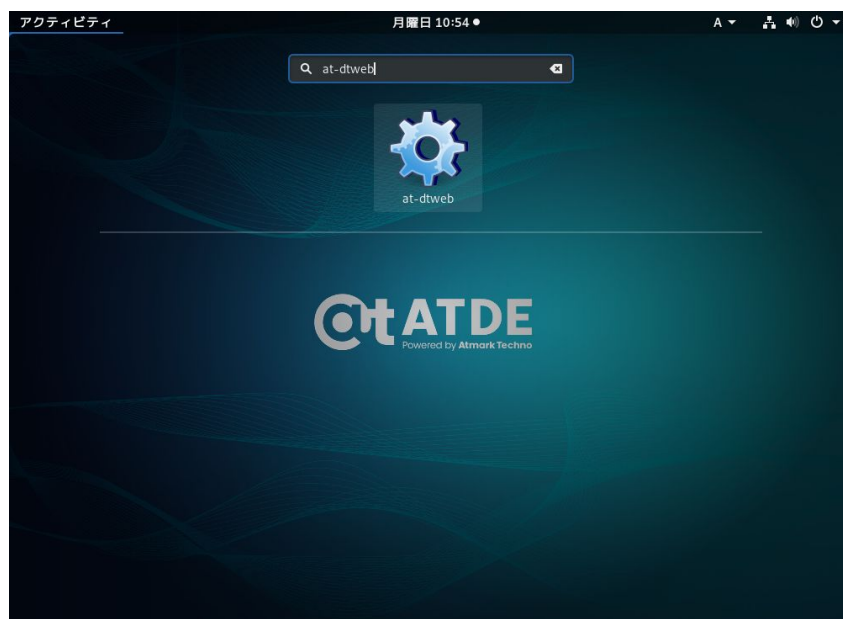 アクティビティ
月曜日 10:54
A
at-dtweb
at-dtweb
at ATDE
Powered by Atmark Techno